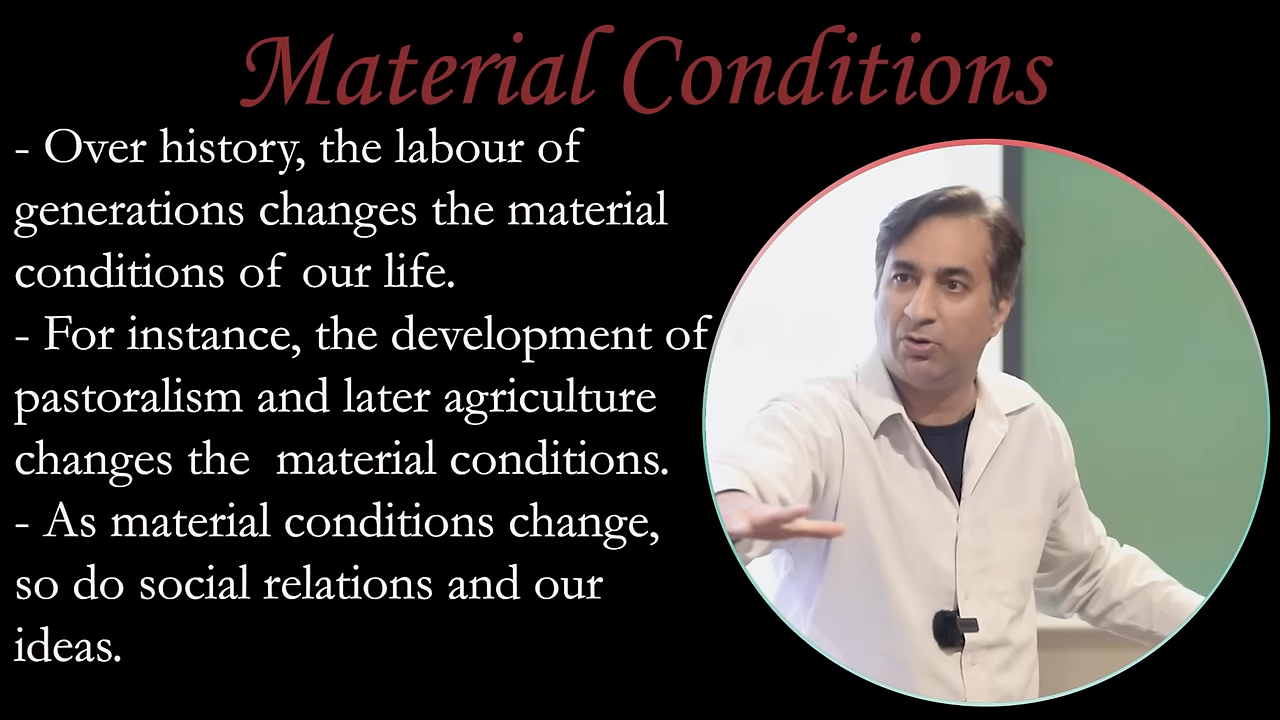 Material Conditions
- Over history, the labour of
generations changes the material
conditions of our life.
- For instance, the development of
pastoralism and later agriculture
changes the  material conditions.
- As material conditions change,
so do social relations and our
ideas.